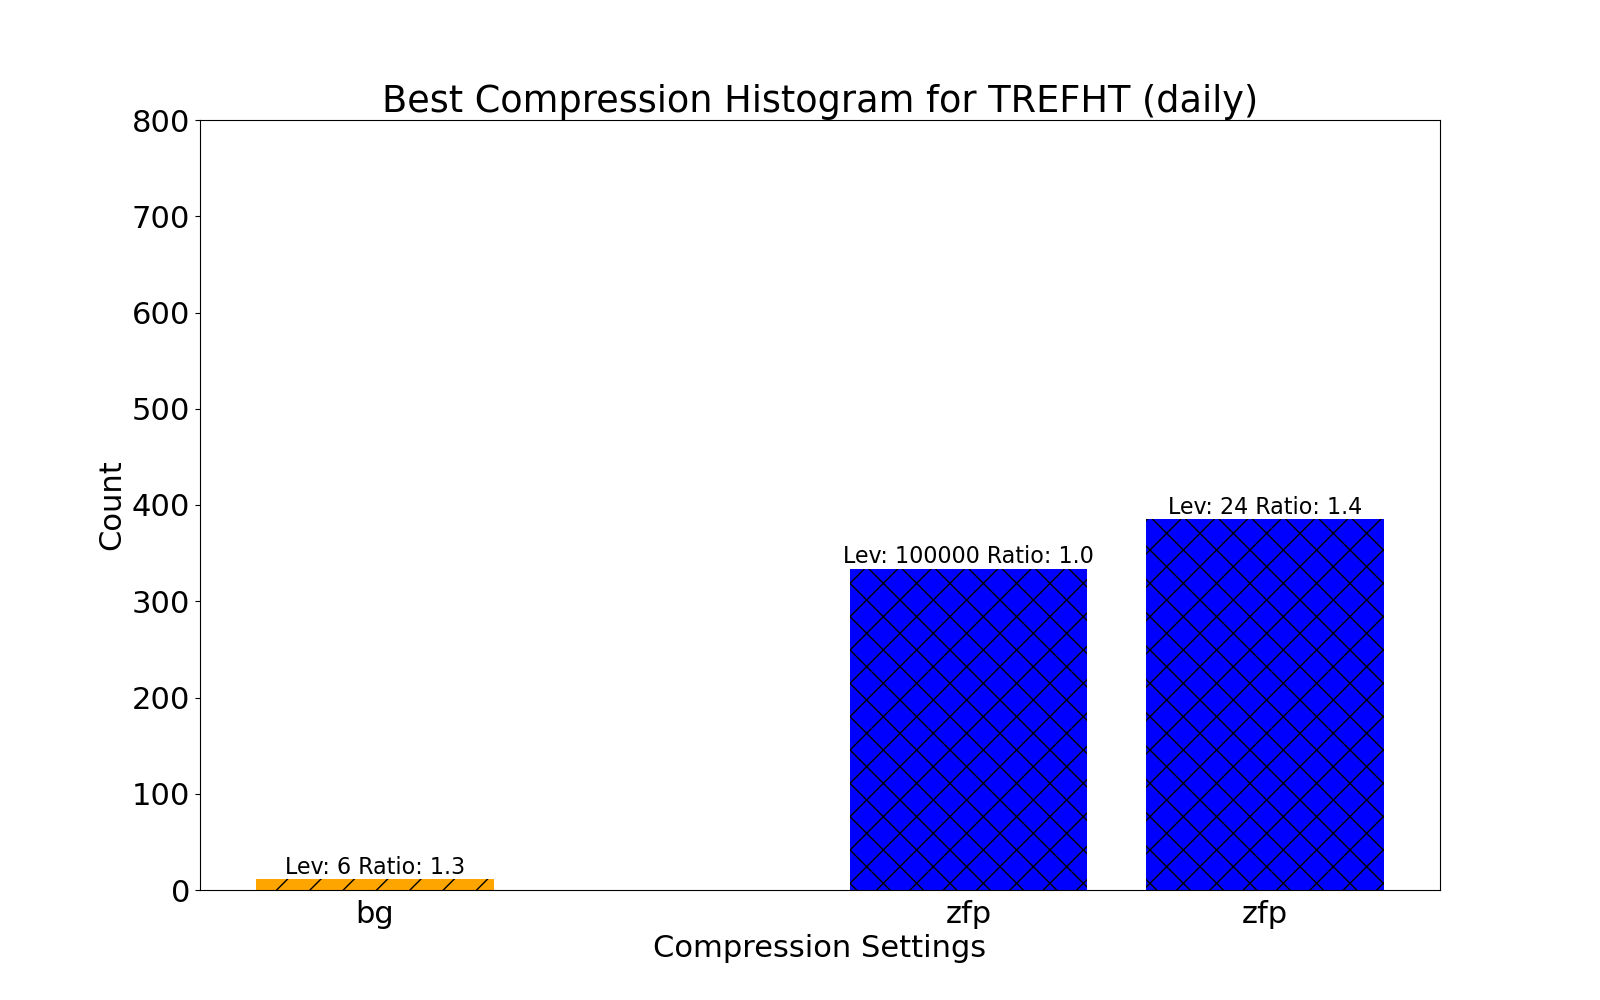 Best Compression Histogram for TREFHT (daily)
800
700
600
500
400
300
200
100
0
Count
Lev: 6 Ratio: 1.3
Lev: 100000 Ratio: 1.0
Lev: 24 Ratio: 1.4
bg
zfp
zfp
Compression Settings